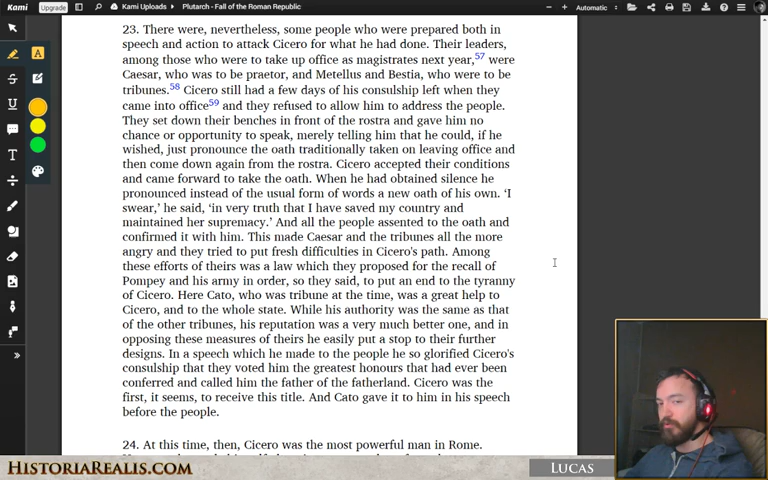 Kami
Upgrade
Kami Uploads > Plutarch - Fall of the Roman Republic
Automatic
23. There were, nevertheless, some people who were prepared both in
speech and action to attack Cicero for what he had done. Their leaders,
among those who were to take up office as magistrates next year,57 were
Caesar, who was to be praetor, and Metellus and Bestia, who were to be
tribunes.58 Cicero still had a few days of his consulship left when they
came into office59 and they refused to allow him to address the people.
They set down their benches in front of the rostra and gave him no
chance or opportunity to speak, merely telling him that he could, if he
wished, just pronounce the oath traditionally taken on leaving office and
then come down again from the rostra. Cicero accepted their conditions
and came forward to take the oath. When he had obtained silence he
pronounced instead of the usual form of words a new oath of his own. ‘I
swear,’ he said, ‘in very truth that I have saved my country and
maintained her supremacy.’ And all the people assented to the oath and
confirmed it with him. This made Caesar and the tribunes all the more
angry and they tried to put fresh difficulties in Cicero's path. Among
these efforts of theirs was a law which they proposed for the recall of
Pompey and his army in order, so they said, to put an end to the tyranny
of Cicero. Here Cato, who was tribune at the time, was a great help to
Cicero, and to the whole state. While his authority was the same as that
of the other tribunes, his reputation was a very much better one, and in
opposing these measures of theirs he easily put a stop to their further
designs. In a speech which he made to the people he so glorified Cicero's
consulship that they voted him the greatest honours that had ever been
conferred and called him the father of the fatherland. Cicero was the
first, it seems, to receive this title. And Cato gave it to him in his speech
before the people.
24. At this time, then, Cicero was the most powerful man in Rome.
HISTORIAREALIS.COM
LUCAS